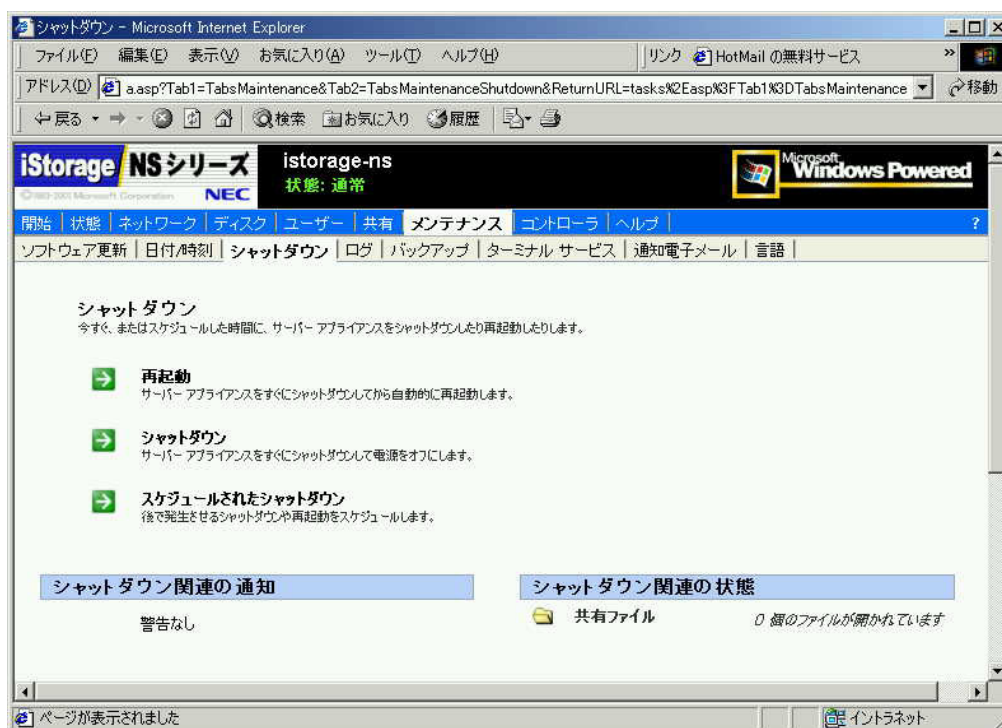 シャットダウン - Microsoft Internet Explorer
ファイル(F) 編集(E) 表示(V) お気に入り(A) ツール(T) ヘルプ(H) リンク HotMail の無料サービス »
アドレス(D) a.asp?Tab1=TabsMaintenance&Tab2=TabsMaintenanceShutdown&ReturnURL=tasks%2Easp%3FTab1%3DTabsMaintenance 移動
戻る 検索 お気に入り 履歴
iStorage NSシリーズ
NEC
istorage-ns
状態: 通常
Microsoft
Windows Powered
開始 | 状態 | ネットワーク | ディスク | ユーザー | 共有 | メンテナンス | コントローラ | ヘルプ | ?
ソフトウェア更新 | 日付/時刻 | シャットダウン | ログ | バックアップ | ターミナル サービス | 通知電子メール | 言語 |
シャットダウン
今すぐ、またはスケジュールした時間に、サーバー アプライアンスをシャットダウンしたり再起動したりします。
再起動
サーバー アプライアンスをすぐにシャットダウンしてから自動的に再起動します。
シャットダウン
サーバー アプライアンスをすぐにシャットダウンして電源をオフにします。
スケジュールされたシャットダウン
後で発生させるシャットダウンや再起動をスケジュールします。
シャットダウン関連の通知
警告なし
シャットダウン関連の状態
共有ファイル 0 個のファイルが開かれています
ページが表示されました イントラネット